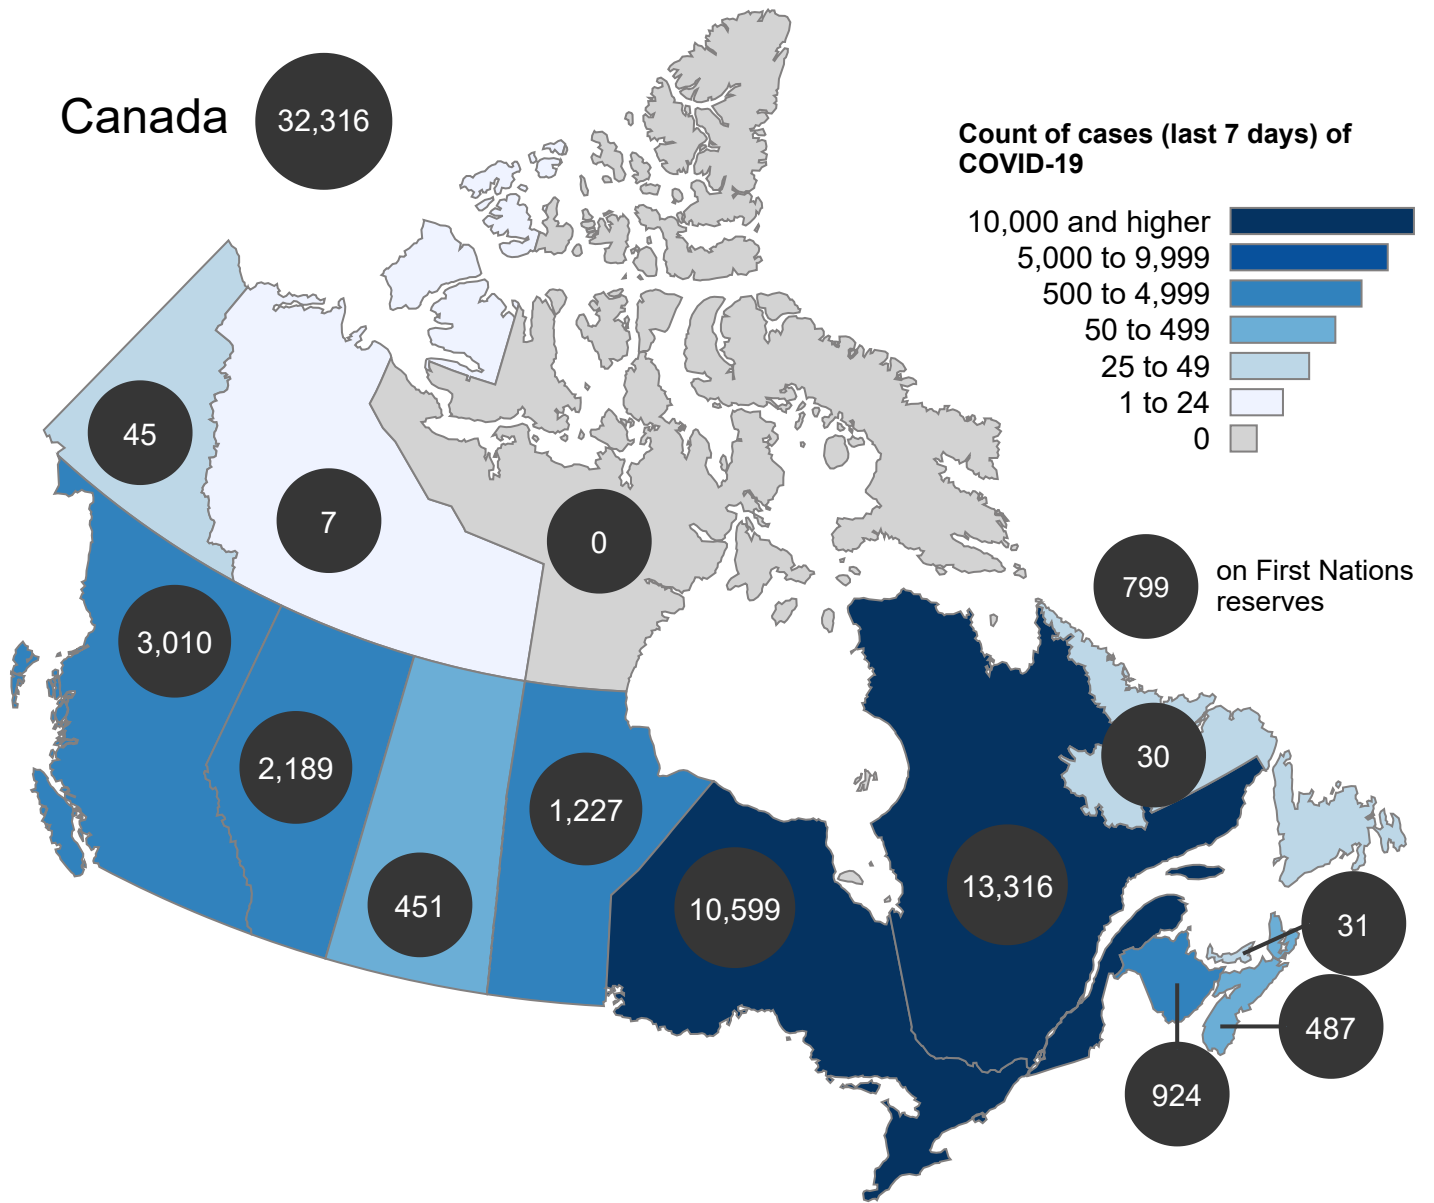 Canada
32,316
Count of cases (last 7 days) of
COVID-19
10,000 and higher
5,000 to 9,999
500 to 4,999
50 to 499
25 to 49
1 to 24
0
45
7
0
799
on First Nations
reserves
3,010
2,189
1,227
30
451
10,599
13,316
31
487
924